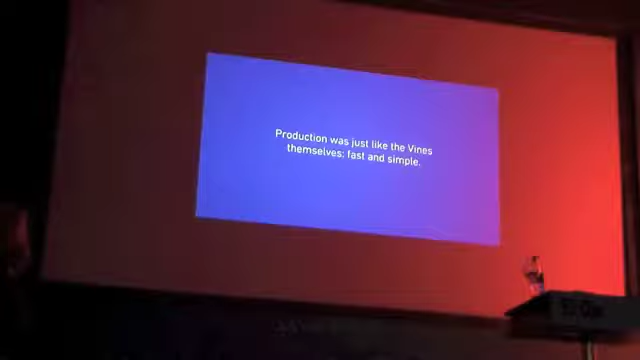 Production was just like the Vines
themselves; fast and simple.